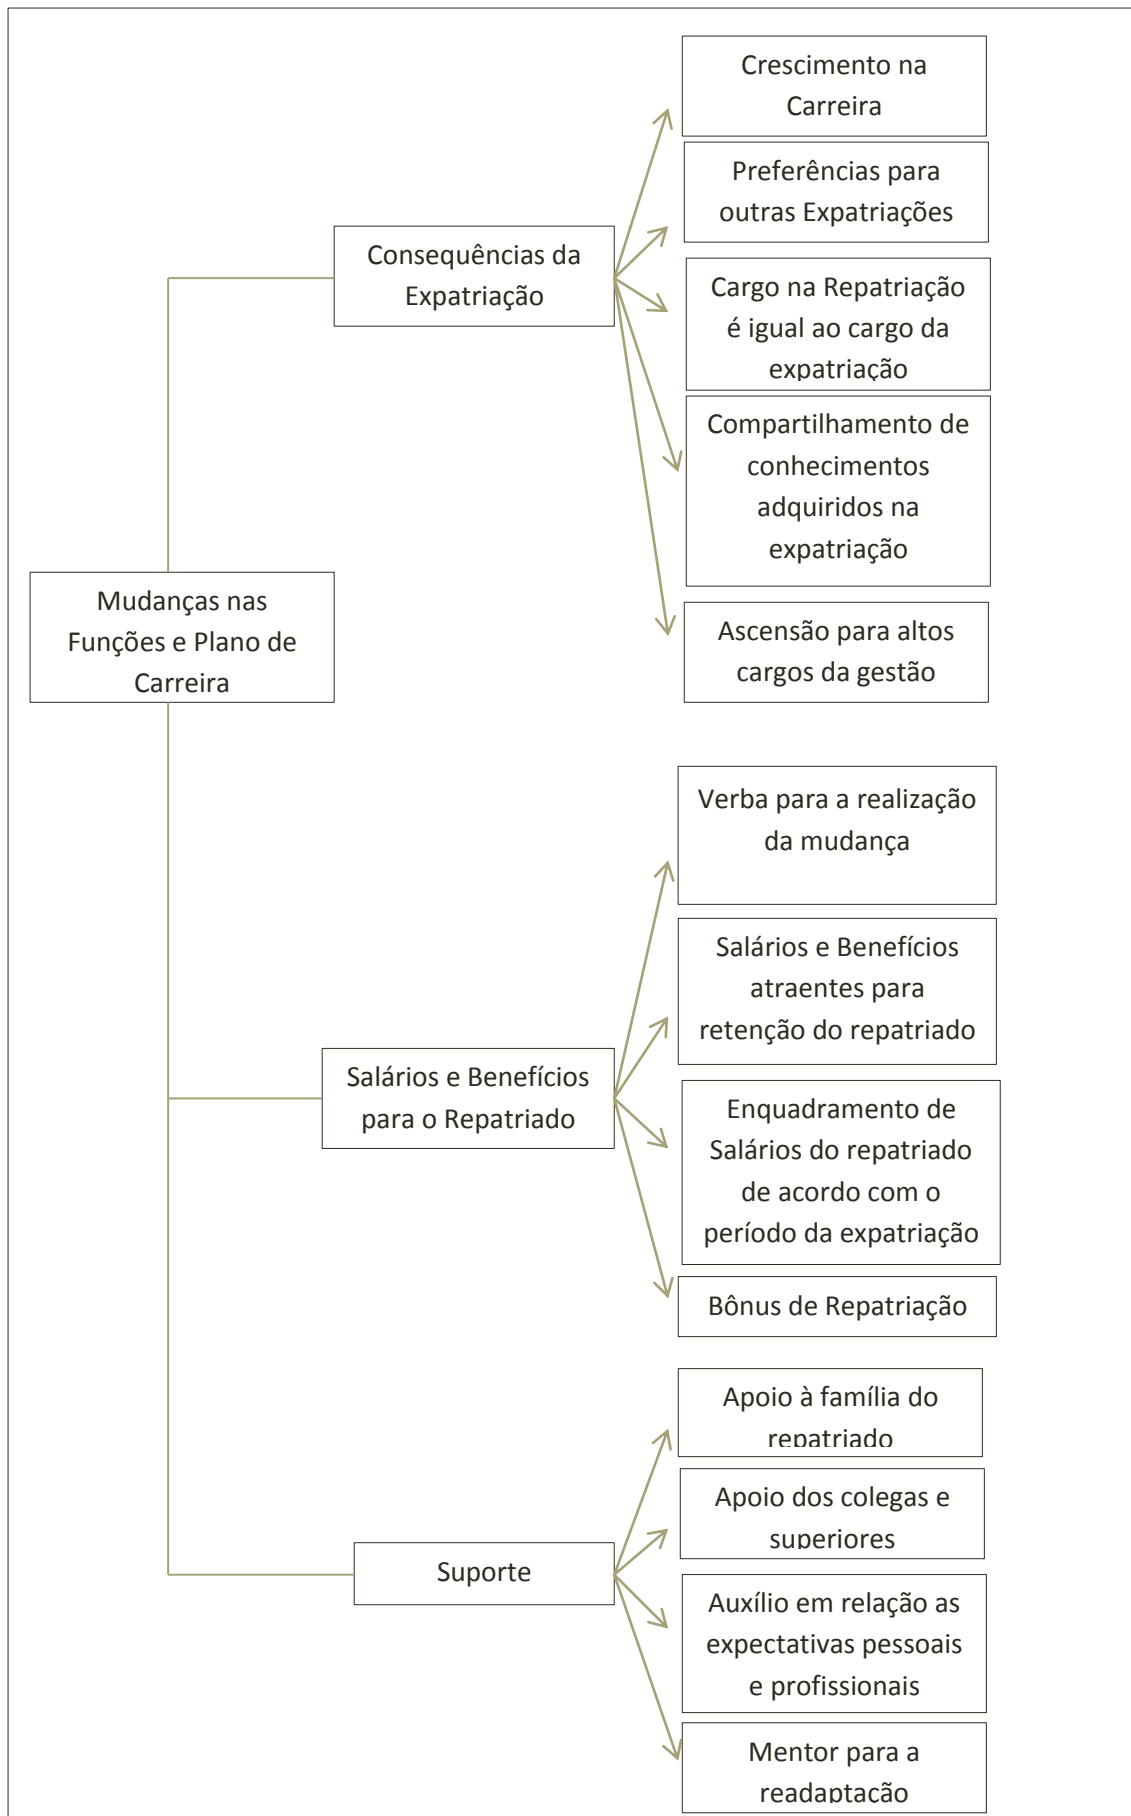 Crescimento na
Carreira
Preferências para
outras Expatriações
Consequências da
Expatriação
Cargo na Repatriação
é igual ao cargo da
expatriação
Compartilhamento de
conhecimentos
adquiridos na
expatriação
Mudanças nas
Funções e Plano de
Carreira
Ascensão para altos
cargos da gestão
Verba para a realização
da mudança
Salários e Benefícios
atraentes para
retenção do repatriado
Salários e Benefícios
para o Repatriado
Enquadramento de
Salários do repatriado
de acordo com o
período da expatriação
Bônus de Repatriação
Apoio à família do
repatriado
Apoio dos colegas e
superiores
Suporte
Auxílio em relação as
expectativas pessoais
e profissionais
Mentor para a
readaptação